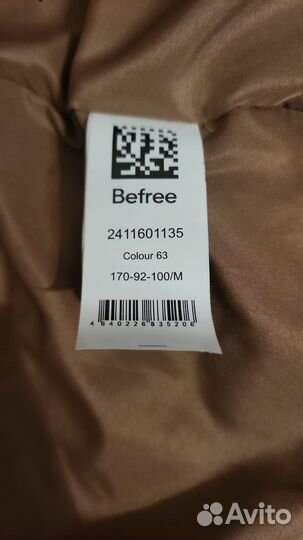 Befree
2411601135
Colour 63
170-92-100/M
4640226835206
Avito